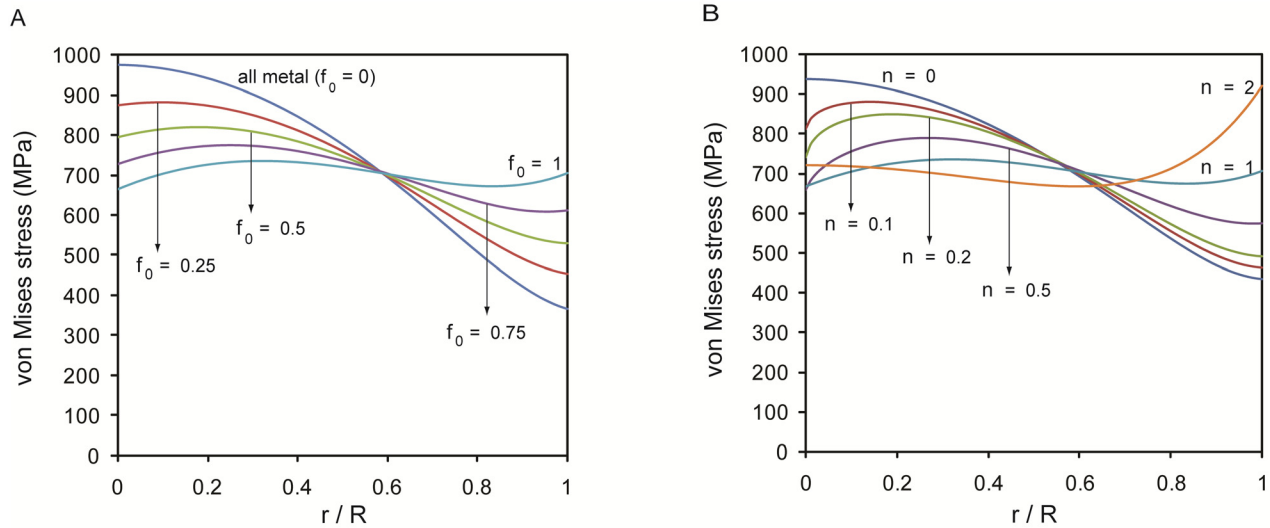 A
von Mises stress (MPa)
1000
900
800
700
600
500
400
300
200
100
0
all metal (f0 = 0)
f0 = 1
f0 = 0.5
f0 = 0.25
f0 = 0.75
0 0.2 0.4 0.6 0.8 1
r / R
B
von Mises stress (MPa)
1000
900
800
700
600
500
400
300
200
100
0
n = 0
n = 2
n = 1
n = 0.1
n = 0.2
n = 0.5
0 0.2 0.4 0.6 0.8 1
r / R